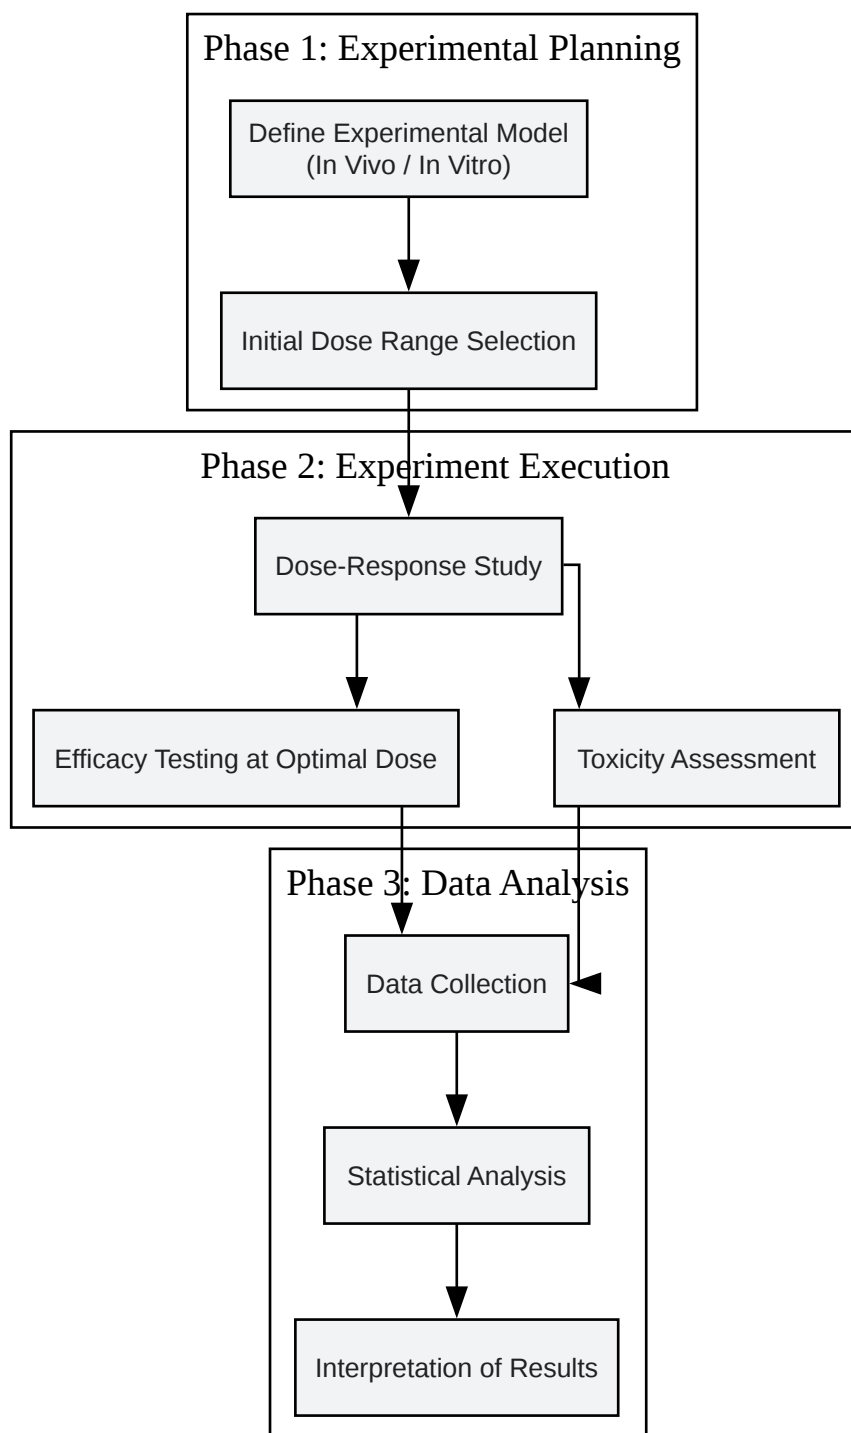 Phase 1: Experimental Planning
Define Experimental Model
(In Vivo / In Vitro)
Initial Dose Range Selection
Phase 2: Experiment Execution
Dose-Response Study
Efficacy Testing at Optimal Dose
Toxicity Assessment
Phase 3: Data Analysis
Data Collection
Statistical Analysis
Interpretation of Results